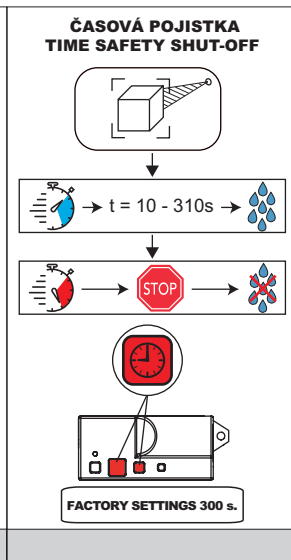 ČASOVÁ POJISTKA
TIME SAFETY SHUT-OFF
t = 10 - 310s
STOP
FACTORY SETTINGS 300 s.